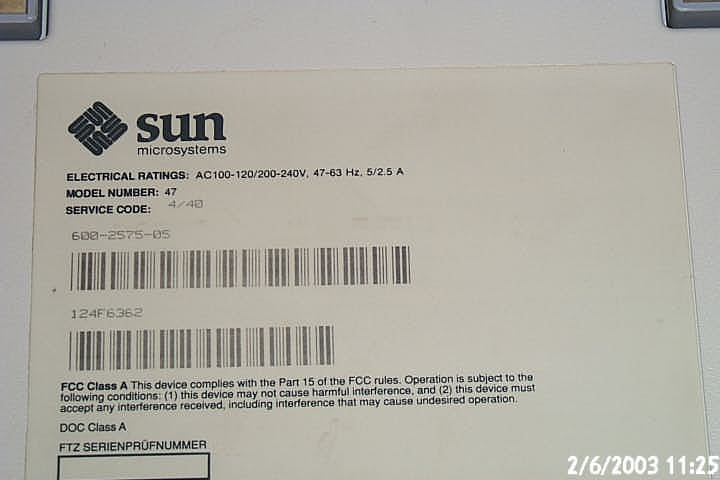 sun
microsystems
ELECTRICAL RATINGS: AC100-120/200-240V, 47-63 Hz, 5/2.5 A
MODEL NUMBER: 47
SERVICE CODE: 4/40
600-2575-05
124F6362
FCC Class A This device complies with the Part 15 of the FCC rules. Operation is subject to the
following conditions: (1) this device may not cause harmful interference, and (2) this device must
accept any interference received, including interference that may cause undesired operation.
DOC Class A
FTZ SERIENPRÜFNUMMER
2/6/2003 11:25